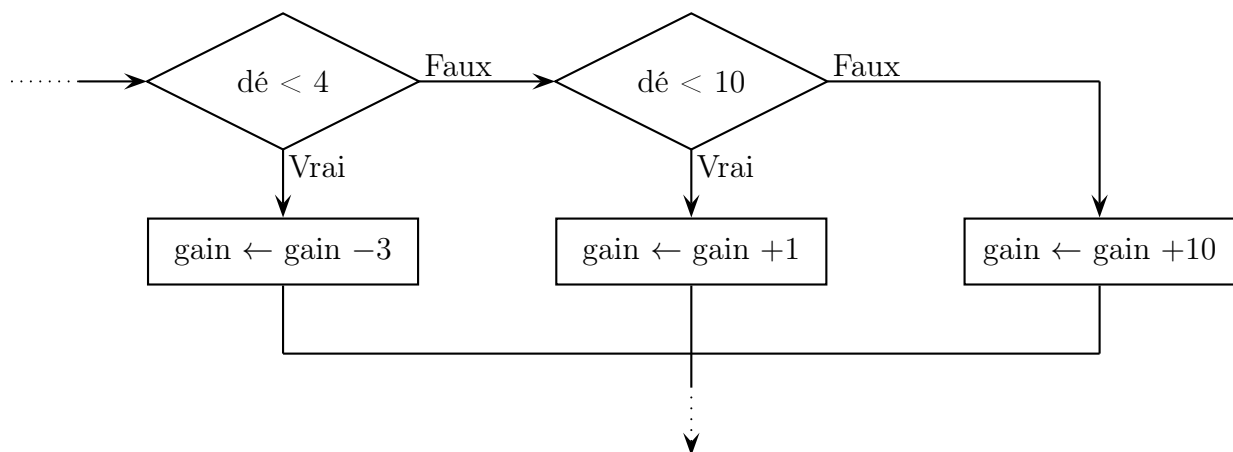 dé < 4
Faux
dé < 10
Faux
Vrai
Vrai
gain ← gain −3
gain ← gain +1
gain ← gain +10